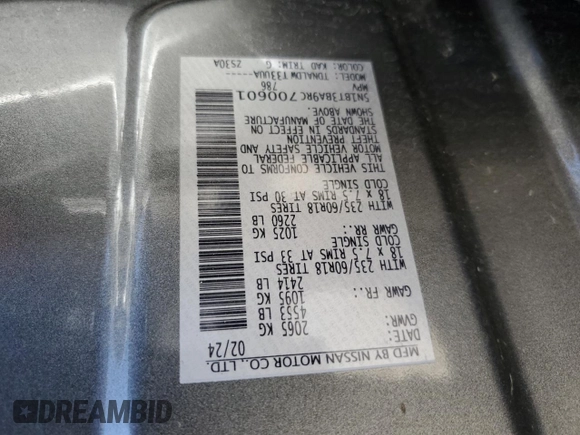 MFD BY NISSAN MOTOR CO., LTD.
DATE: 02/24
GVWR: 2065 KG
4553 LB
GAWR FR.: 1095 KG
2414 LB
WITH 235/60R18 TIRES
18 x 7.5 RIMS AT 33 PSI
COLD SINGLE
GAWR RR.: 1025 KG
2260 LB
WITH 235/60R18 TIRES
18 x 7.5 RIMS AT 30 PSI
COLD SINGLE
THIS VEHICLE CONFORMS TO
ALL APPLICABLE FEDERAL
MOTOR VEHICLE SAFETY AND
THEFT PREVENTION
STANDARDS IN EFFECT ON
THE DATE OF MANUFACTURE
SHOWN ABOVE.
5N1BT3BA9RC700601
MPV 786
MODEL: TDNALOW T33UUA-----
COLOR: KAD TRIM: G 2530A
DREAMBID